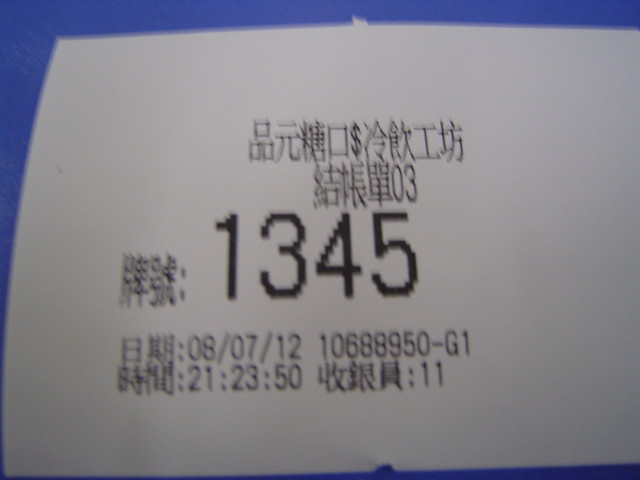 品元糖口$冷飲工坊
結帳單03
牌號: 1345
日期:08/07/12 10688950-G1
時間:21:23:50 收銀員:11